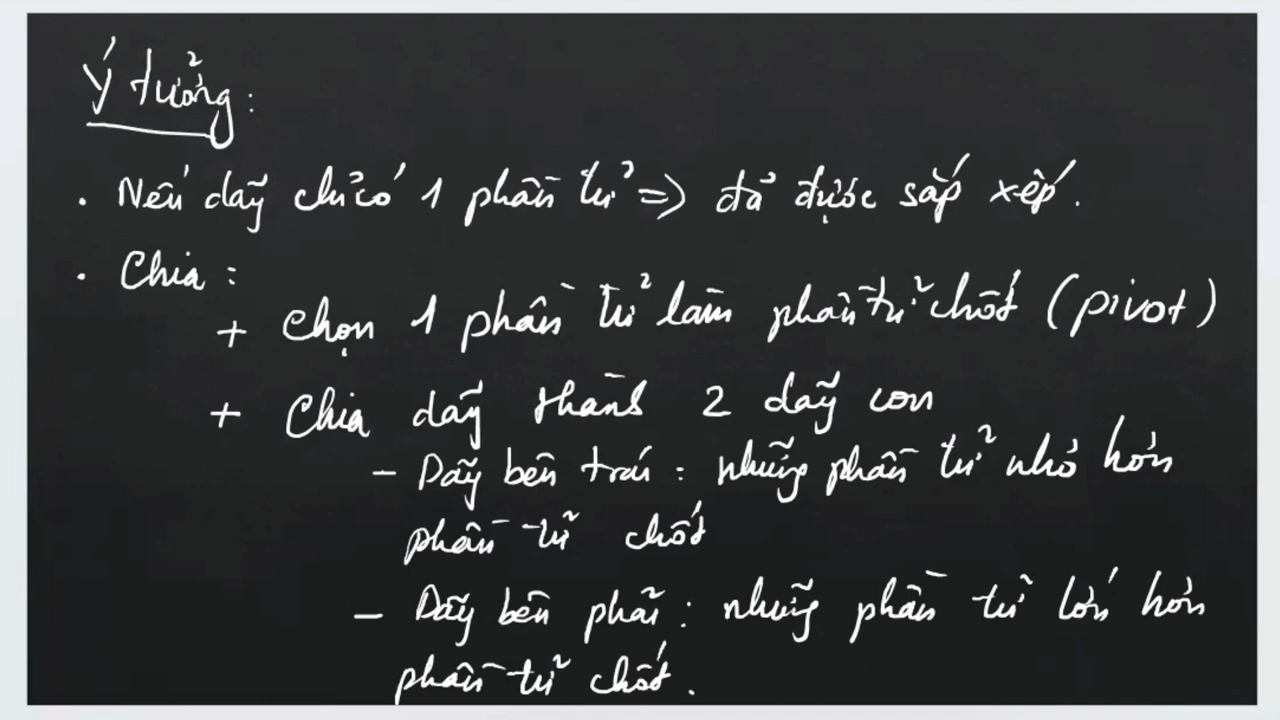 Ý tưởng:
. Nếu dãy chỉ có 1 phần tử => đã được sắp xếp.
. Chia:
+ Chọn 1 phần tử làm phần tử chốt (pivot)
+ Chia dãy thành 2 dãy con
- Dãy bên trái: những phần tử nhỏ hơn
phần tử chốt
- Dãy bên phải: những phần tử lớn hơn
phần tử chốt.